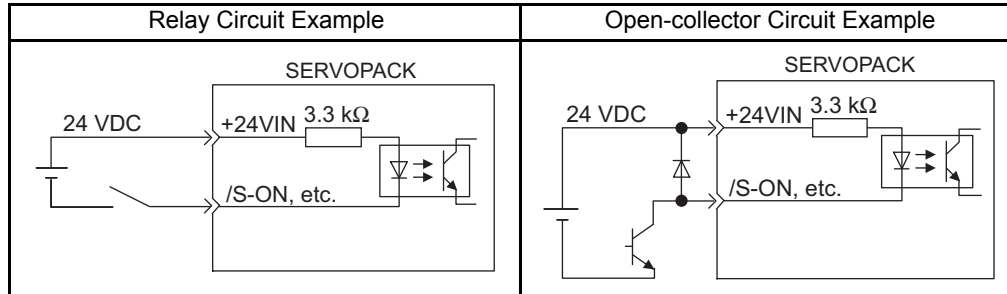 Relay Circuit Example
Open-collector Circuit Example
SERVOPACK
24 VDC
+24VIN
3.3 kΩ
/S-ON, etc.
SERVOPACK
24 VDC
+24VIN
3.3 kΩ
/S-ON, etc.